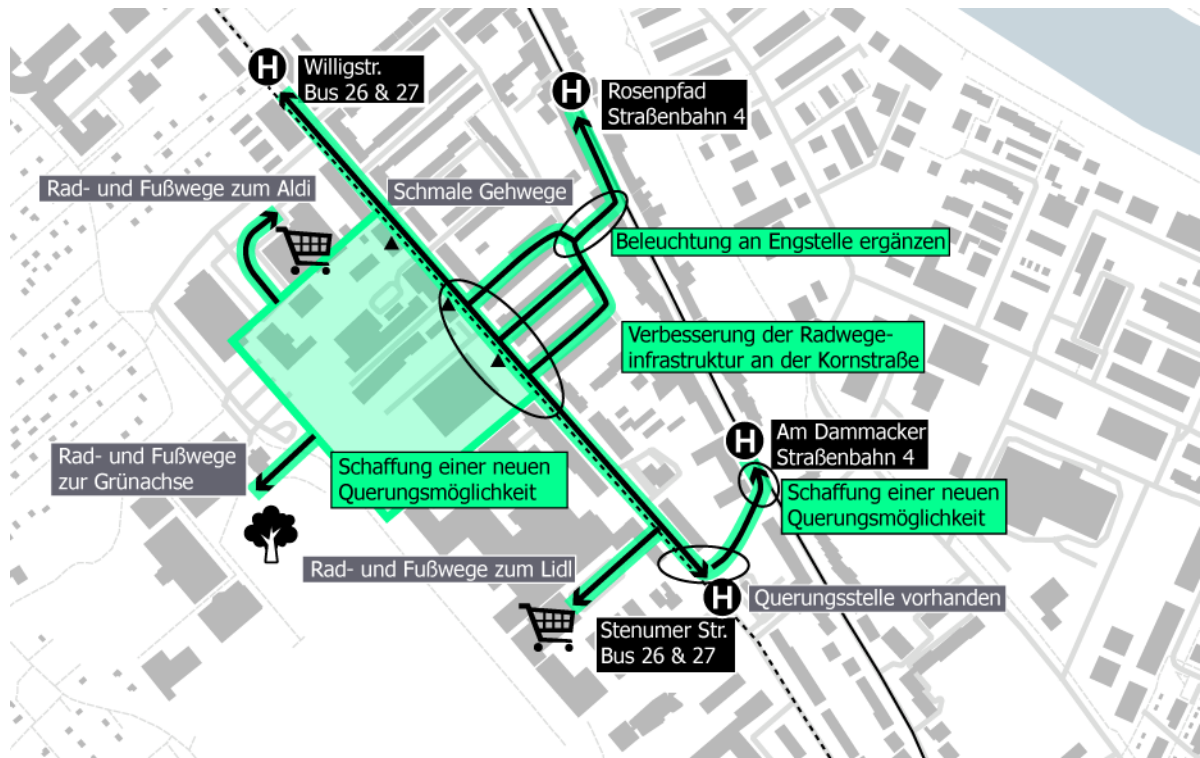 H
Willigstr.
Bus 26 & 27
H
Rosenpfad
Straßenbahn 4
Rad- und Fußwege zum Aldi
Schmale Gehwege
Beleuchtung an Engstelle ergänzen
Verbesserung der Radwege-
infrastruktur an der Kornstraße
H
Am Dammacker
Straßenbahn 4
Rad- und Fußwege
zur Grünachse
Schaffung einer neuen
Querungsmöglichkeit
Schaffung einer neuen
Querungsmöglichkeit
Rad- und Fußwege zum Lidl
H
Querungsstelle vorhanden
Stenumer Str.
Bus 26 & 27